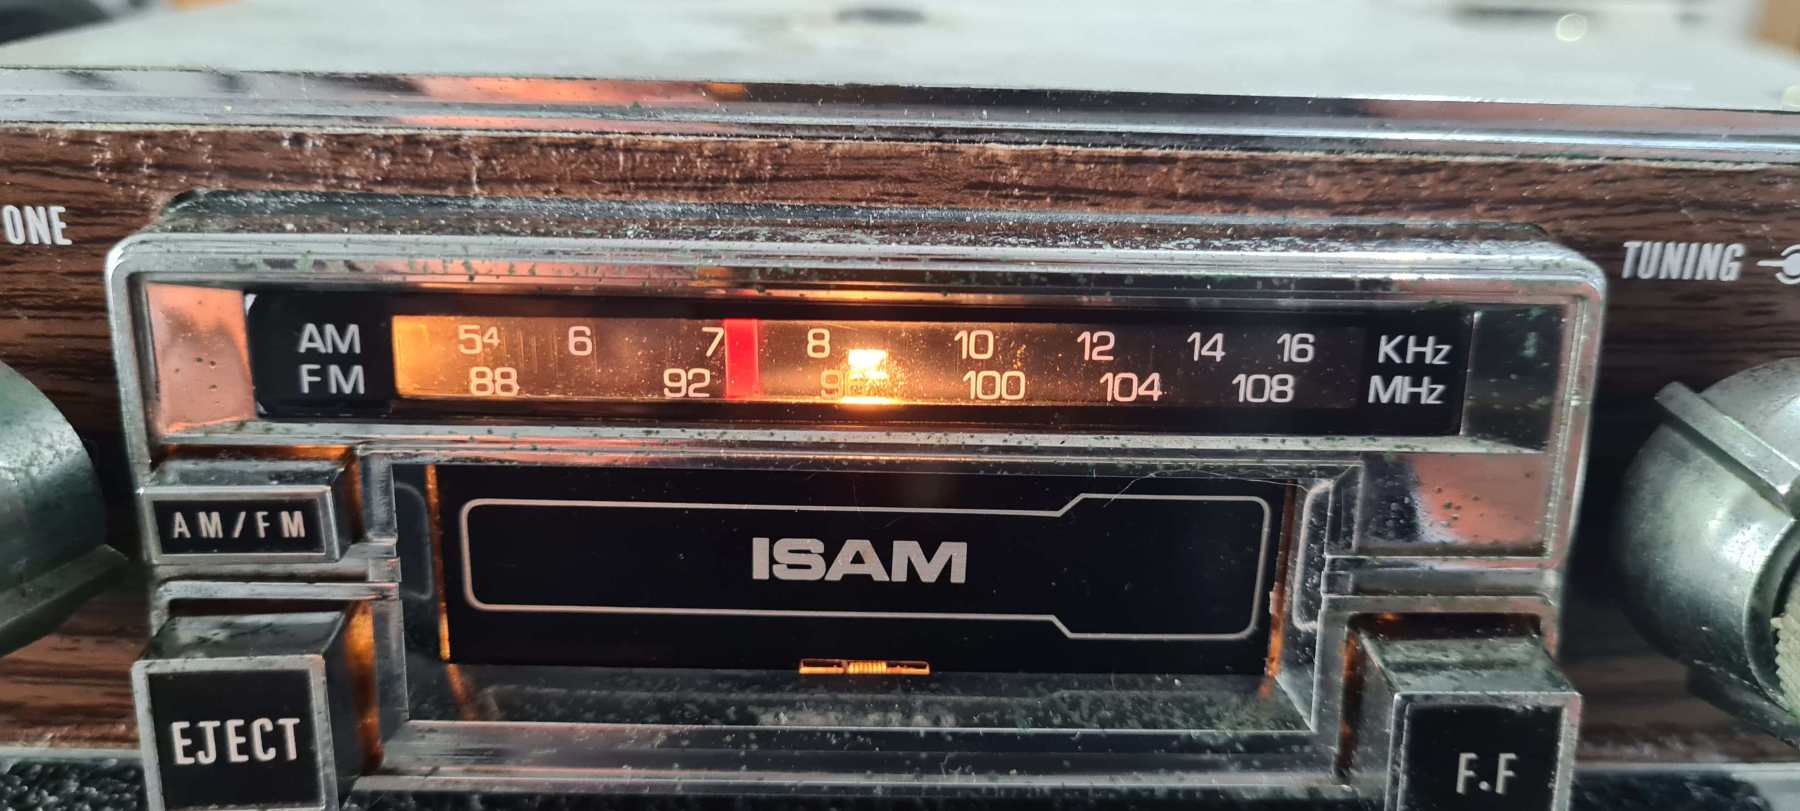 ONE
TUNING
AM 54 6 7 8 10 12 14 16 KHz
FM 88 92 96 100 104 108 MHz
AM/FM
ISAM
EJECT
F.F